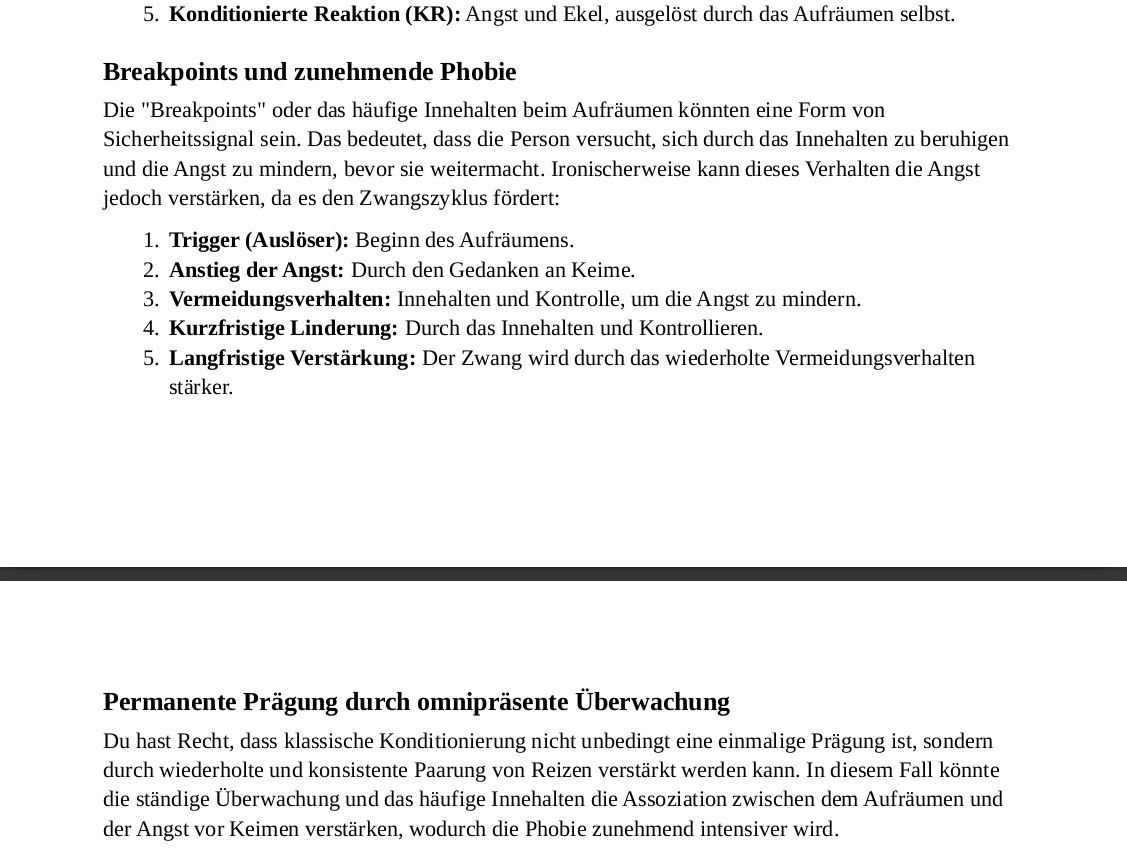 5. Konditionierte Reaktion (KR): Angst und Ekel, ausgelöst durch das Aufräumen selbst.
Breakpoints und zunehmende Phobie
Die "Breakpoints" oder das häufige Innehalten beim Aufräumen könnten eine Form von
Sicherheitssignal sein. Das bedeutet, dass die Person versucht, sich durch das Innehalten zu beruhigen
und die Angst zu mindern, bevor sie weitermacht. Ironischerweise kann dieses Verhalten die Angst
jedoch verstärken, da es den Zwangszyklus fördert:
1. Trigger (Auslöser): Beginn des Aufräumens.
2. Anstieg der Angst: Durch den Gedanken an Keime.
3. Vermeidungsverhalten: Innehalten und Kontrolle, um die Angst zu mindern.
4. Kurzfristige Linderung: Durch das Innehalten und Kontrollieren.
5. Langfristige Verstärkung: Der Zwang wird durch das wiederholte Vermeidungsverhalten
stärker.
Permanente Prägung durch omnipräsente Überwachung
Du hast Recht, dass klassische Konditionierung nicht unbedingt eine einmalige Prägung ist, sondern
durch wiederholte und konsistente Paarung von Reizen verstärkt werden kann. In diesem Fall könnte
die ständige Überwachung und das häufige Innehalten die Assoziation zwischen dem Aufräumen und
der Angst vor Keimen verstärken, wodurch die Phobie zunehmend intensiver wird.